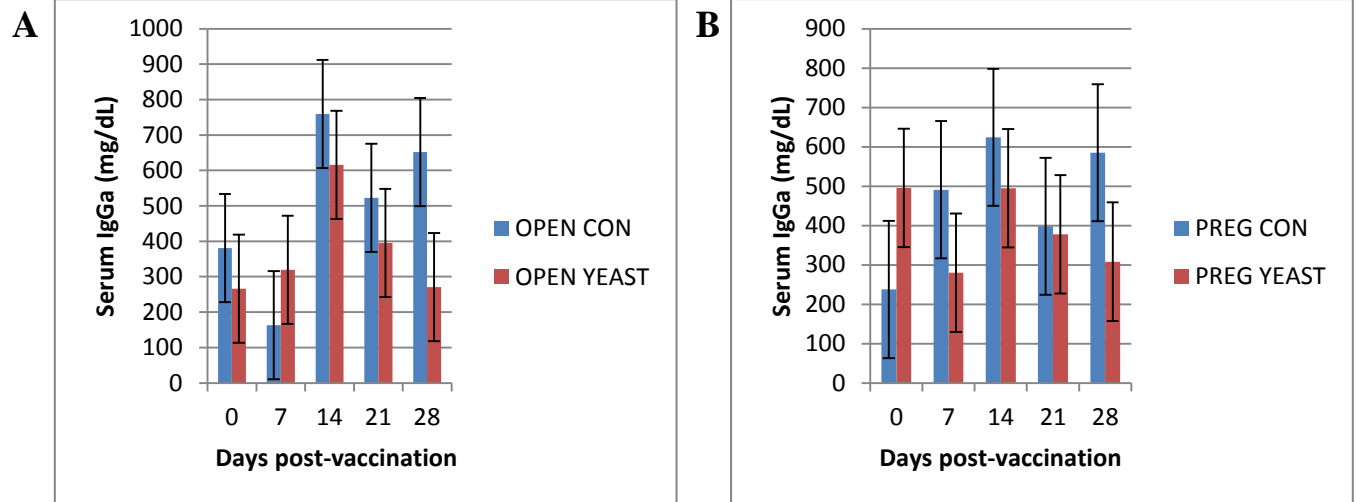 A
Serum IgGa (mg/dL)
1000
900
800
700
600
500
400
300
200
100
0
0 7 14 21 28
Days post-vaccination
OPEN CON
OPEN YEAST
B
Serum IgGa (mg/dL)
900
800
700
600
500
400
300
200
100
0
0 7 14 21 28
Days post-vaccination
PREG CON
PREG YEAST